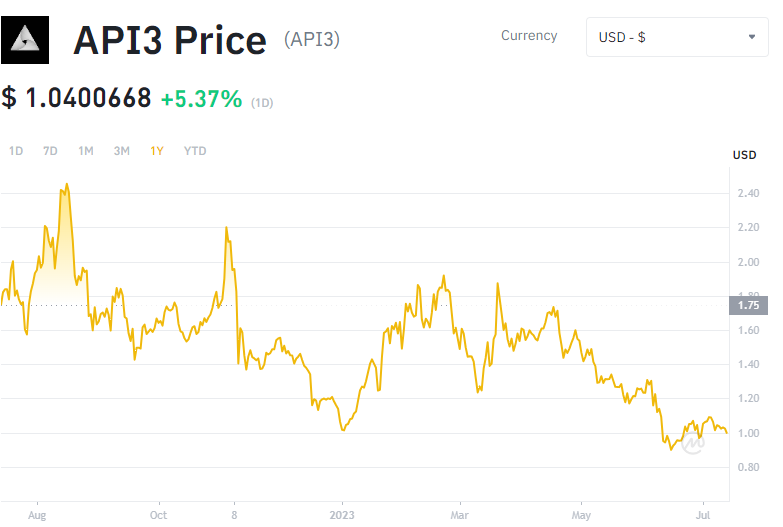 API3 Price (API3)
Currency
USD - $
$ 1.0400668 +5.37% (1D)
1D 7D 1M 3M 1Y YTD
USD
2.40
2.20
2.00
1.80
1.75
1.60
1.40
1.20
1.00
0.80
Aug Oct 8 2023 Mar May Jul